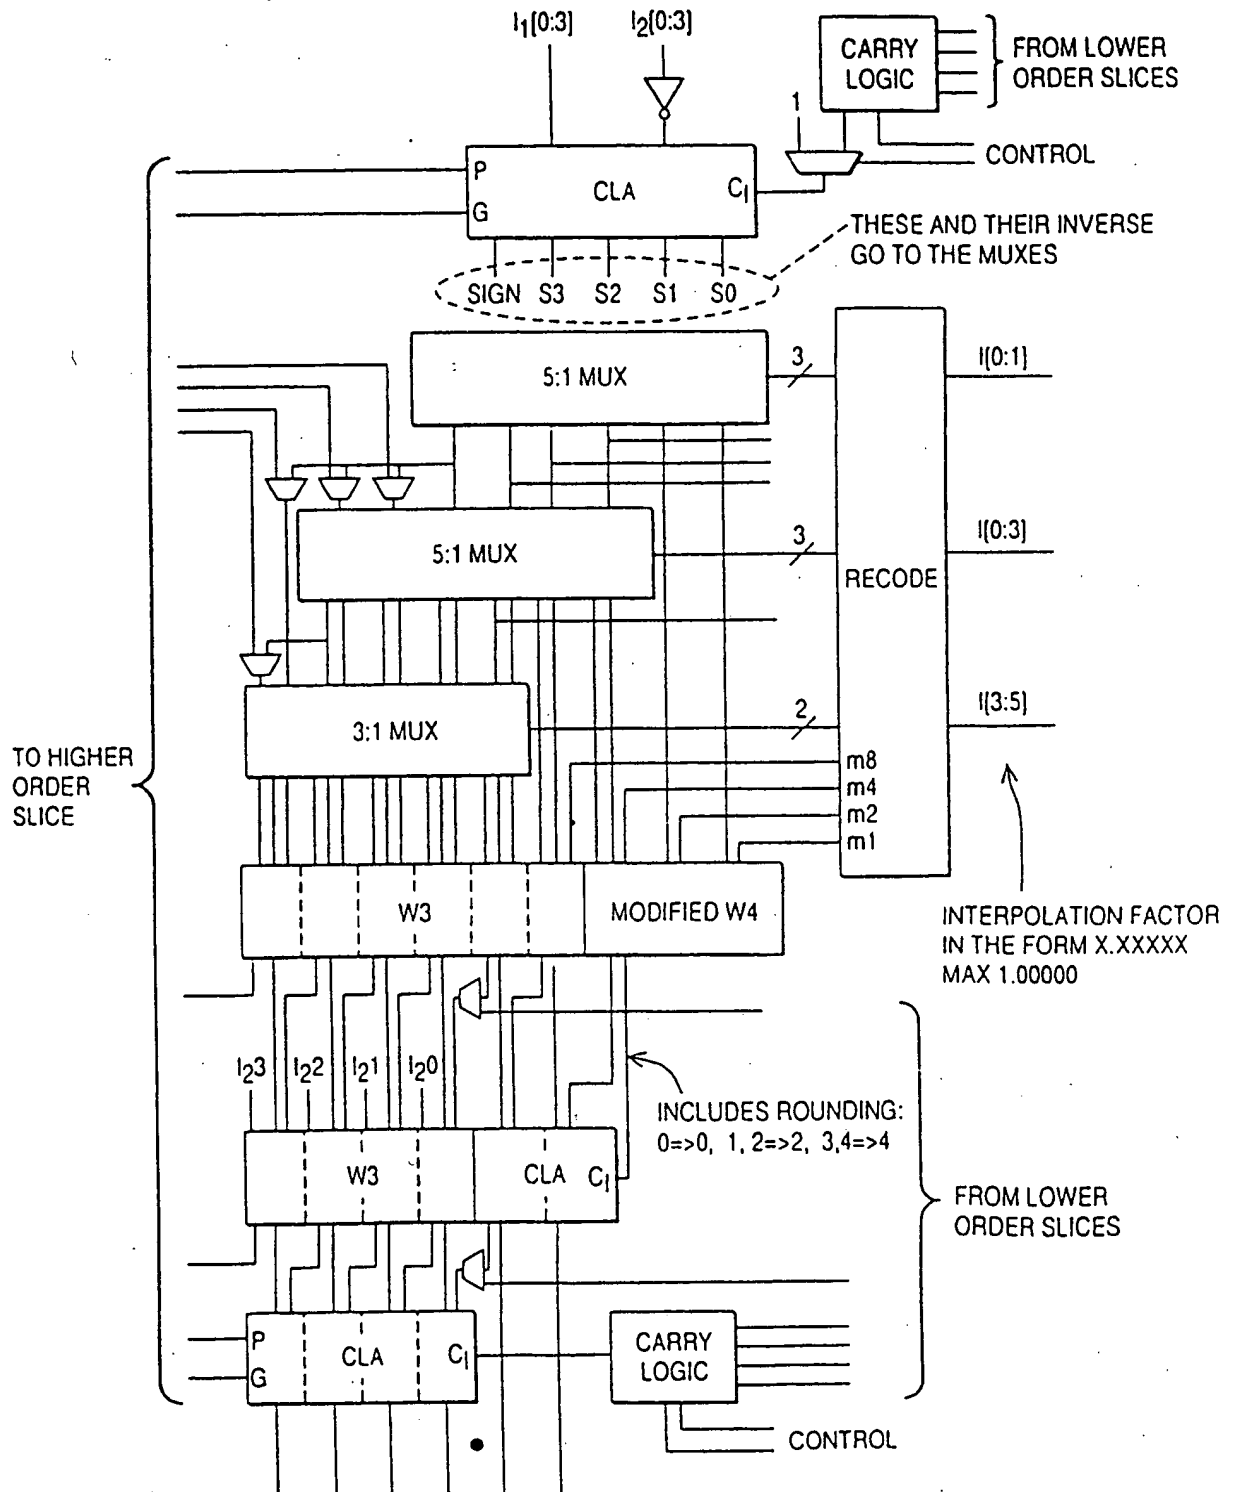 I1[0:3]
I2[0:3]
CARRY
LOGIC
FROM LOWER
ORDER SLICES
1
CONTROL
P
G
CLA
CI
THESE AND THEIR INVERSE
GO TO THE MUXES
SIGN S3 S2 S1 S0
5:1 MUX
3
I[0:1]
5:1 MUX
3
I[0:3]
RECODE
3:1 MUX
2
I[3:5]
TO HIGHER
ORDER
SLICE
m8
m4
m2
m1
W3
MODIFIED W4
INTERPOLATION FACTOR
IN THE FORM X.XXXXX
MAX 1.00000
I23 I22 I21 I20
INCLUDES ROUNDING:
0=>0, 1, 2=>2, 3,4=>4
W3
CLA
CI
FROM LOWER
ORDER SLICES
P
G
CLA
CI
CARRY
LOGIC
CONTROL